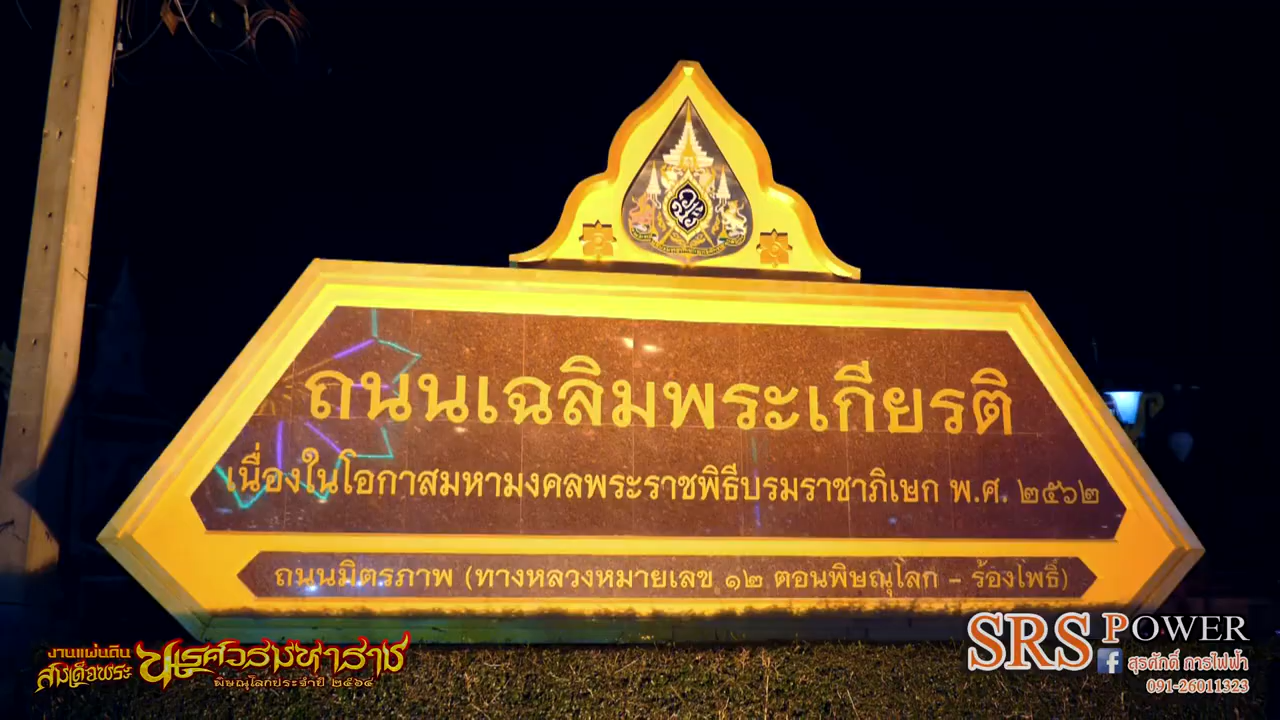 ถนนเฉลิมพระเกียรติ
เนื่องในโอกาสมหามงคลพระราชพิธีบรมราชาภิเษก พ.ศ. ๒๕๖๒
ถนนมิตรภาพ (ทางหลวงหมายเลข ๑๒ ตอนพิษณุโลก - ร้องโพธิ์)
งานแผ่นดิน
สมเด็จพระ
นเรศวรมหาราช
พิษณุโลกประจำปี ๒๕๖๔
SRS POWER
f สุรศักดิ์ การไฟฟ้า
091-26011323